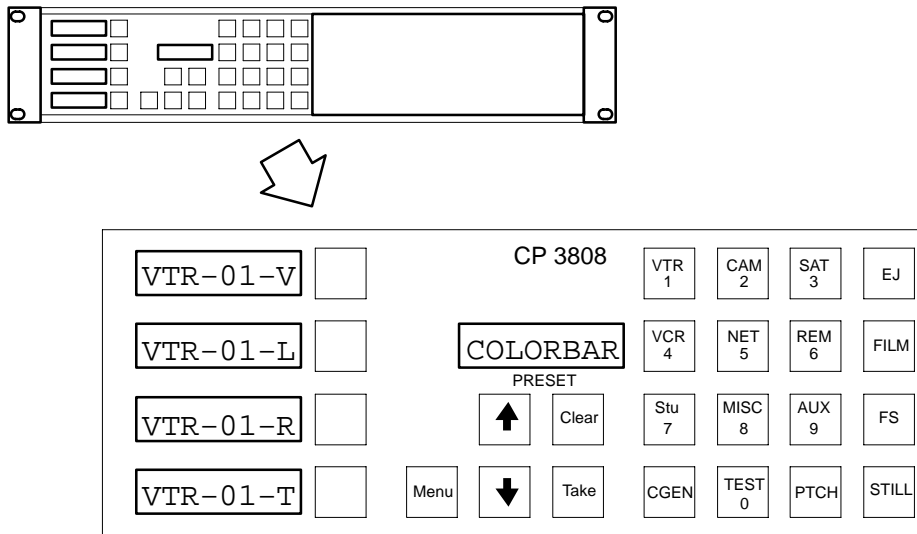 CP 3808
VTR–01–V
VTR 1
CAM 2
SAT 3
EJ
VTR–01–L
COLORBAR
PRESET
VCR 4
NET 5
REM 6
FILM
VTR–01–R
Clear
Stu 7
MISC 8
AUX 9
FS
VTR–01–T
Menu
Take
CGEN
TEST 0
PTCH
STILL